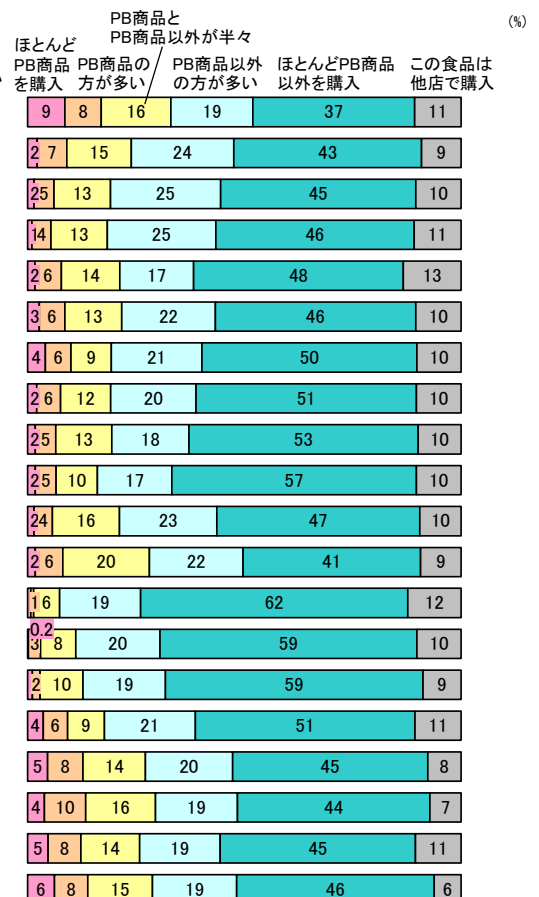 PB商品と
PB商品以外が半々
(%)
ほとんど
PB商品
を購入
PB商品の
方が多い
PB商品以外
の方が多い
ほとんどPB商品
以外を購入
この食品は
他店で購入
9 8 16 19 37 11
2 7 15 24 43 9
2 5 13 25 45 10
1 4 13 25 46 11
2 6 14 17 48 13
3 6 13 22 46 10
4 6 9 21 50 10
2 6 12 20 51 10
2 5 13 18 53 10
2 5 10 17 57 10
2 4 16 23 47 10
2 6 20 22 41 9
1 6 19 62 12
0.2
3 8 20 59 10
2 10 19 59 9
4 6 9 21 51 11
5 8 14 20 45 8
4 10 16 19 44 7
5 8 14 19 45 11
6 8 15 19 46 6